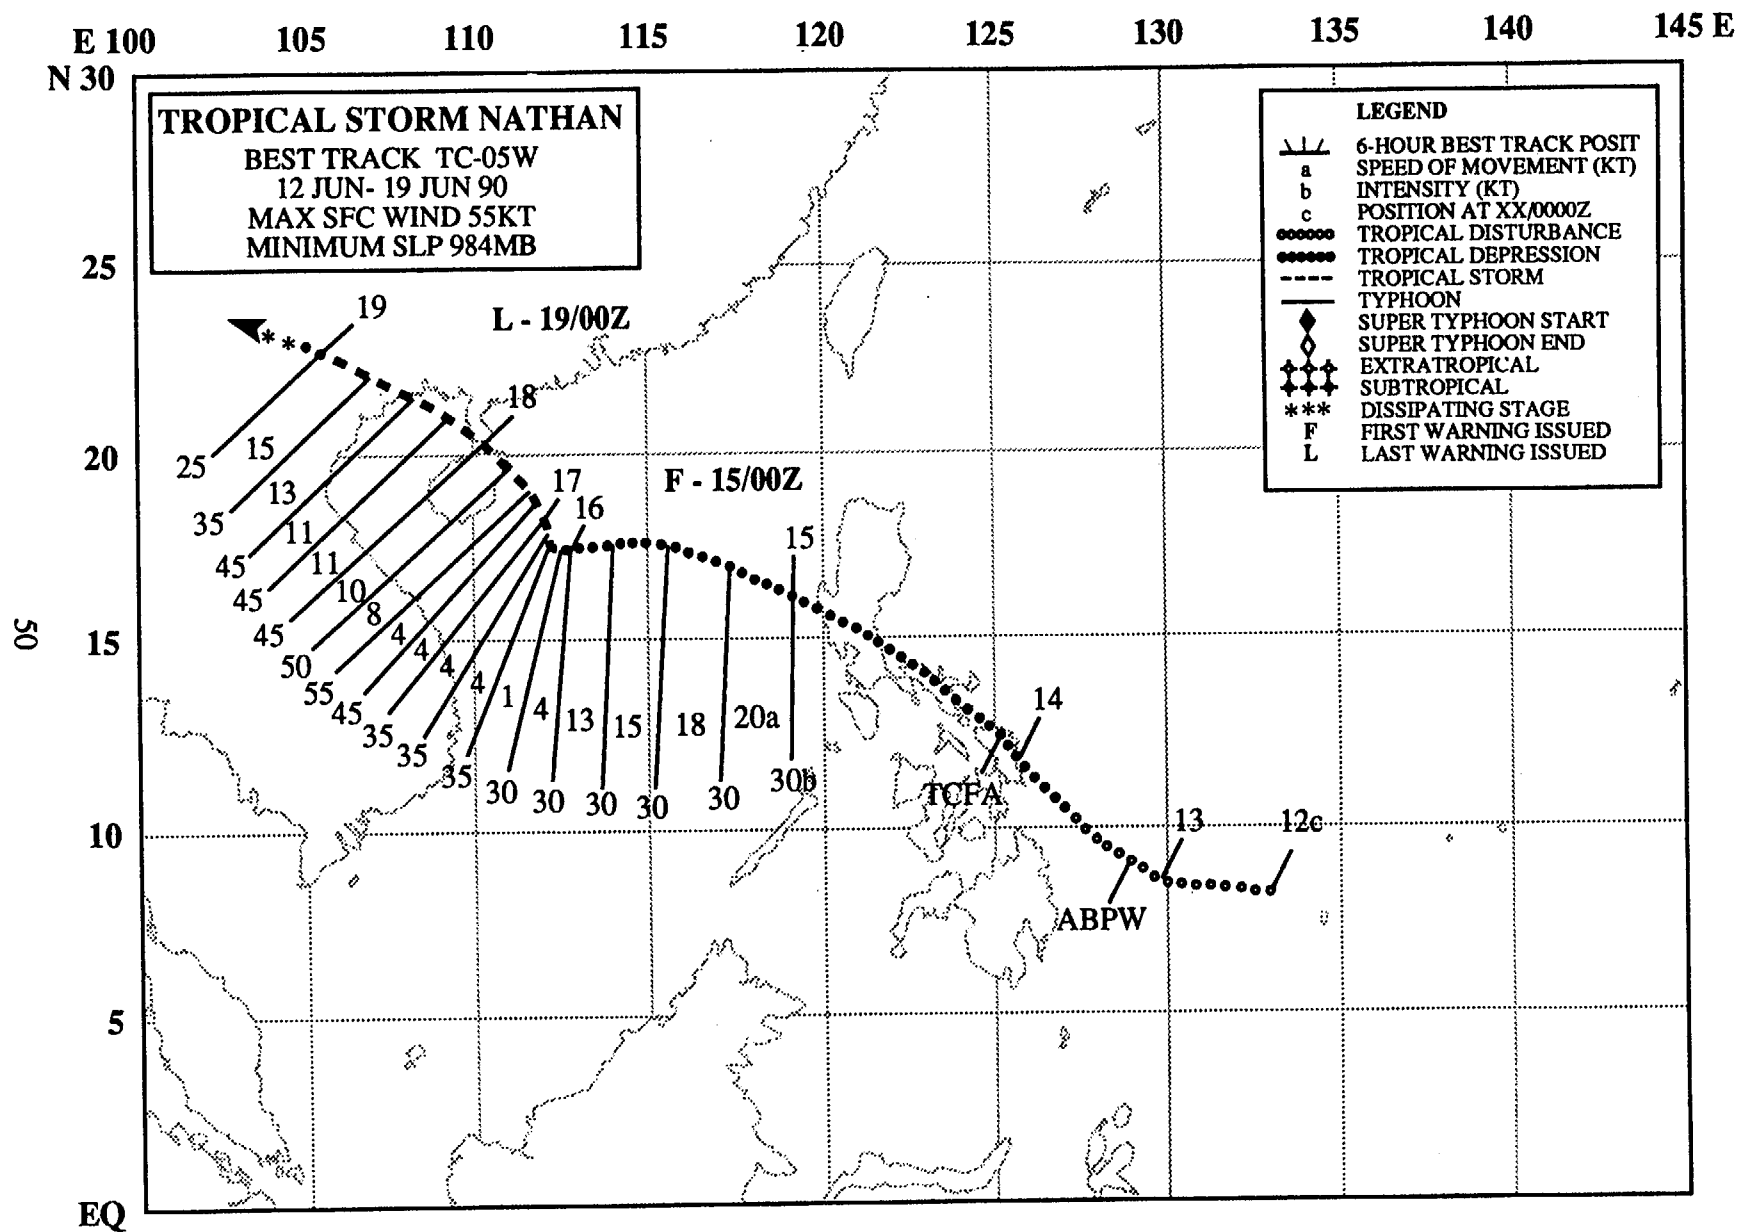 E 100 105 110 115 120 125 130 135 140 145 E
N 30
TROPICAL STORM NATHAN
BEST TRACK TC-05W
12 JUN- 19 JUN 90
MAX SFC WIND 55KT
MINIMUM SLP 984MB
LEGEND
6-HOUR BEST TRACK POSIT
a SPEED OF MOVEMENT (KT)
b INTENSITY (KT)
c POSITION AT XX/0000Z
TROPICAL DISTURBANCE
TROPICAL DEPRESSION
TROPICAL STORM
TYPHOON
SUPER TYPHOON START
SUPER TYPHOON END
EXTRATROPICAL
SUBTROPICAL
*** DISSIPATING STAGE
F FIRST WARNING ISSUED
L LAST WARNING ISSUED
25
19
L - 19/00Z
18
20
F - 15/00Z
17
16
15
14
13
12c
25
15
35
13
45
11
45
11
45
10
50
8
55
4
45
4
35
4
35
4
35
1
30
4
30
13
30
15
30
18
30
20a
30b
15
TCFA
10
ABPW
5
EQ
50